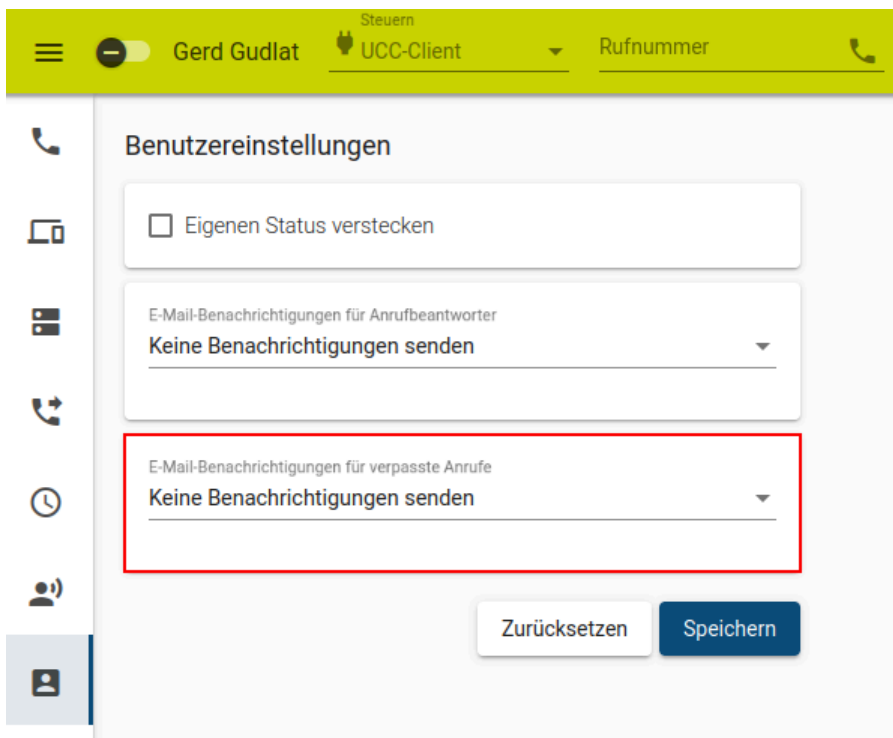 Steuern
Gerd Gudlat
UCC-Client
Rufnummer
Benutzereinstellungen
Eigenen Status verstecken
E-Mail-Benachrichtigungen für Anrufbeantworter
Keine Benachrichtigungen senden
E-Mail-Benachrichtigungen für verpasste Anrufe
Keine Benachrichtigungen senden
Zurücksetzen
Speichern